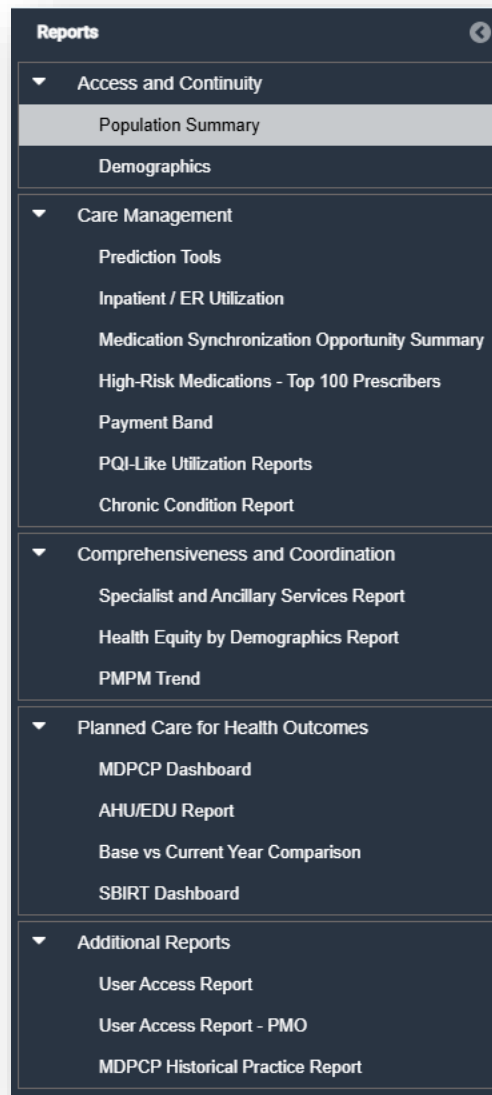 Reports
Access and Continuity
Population Summary
Demographics
Care Management
Prediction Tools
Inpatient / ER Utilization
Medication Synchronization Opportunity Summary
High-Risk Medications - Top 100 Prescribers
Payment Band
PQI-Like Utilization Reports
Chronic Condition Report
Comprehensiveness and Coordination
Specialist and Ancillary Services Report
Health Equity by Demographics Report
PMPM Trend
Planned Care for Health Outcomes
MDPCP Dashboard
AHU/EDU Report
Base vs Current Year Comparison
SBIRT Dashboard
Additional Reports
User Access Report
User Access Report - PMO
MDPCP Historical Practice Report